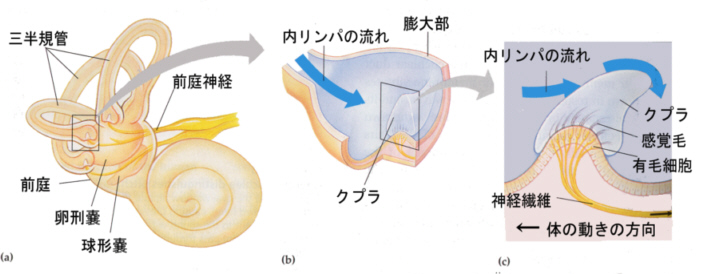 三半規管
前庭神経
前庭
卵刑嚢
球形嚢
(a)
内リンパの流れ
膨大部
クプラ
(b)
内リンパの流れ
クプラ
感覚毛
有毛細胞
神経繊維
← 体の動きの方向
(c)